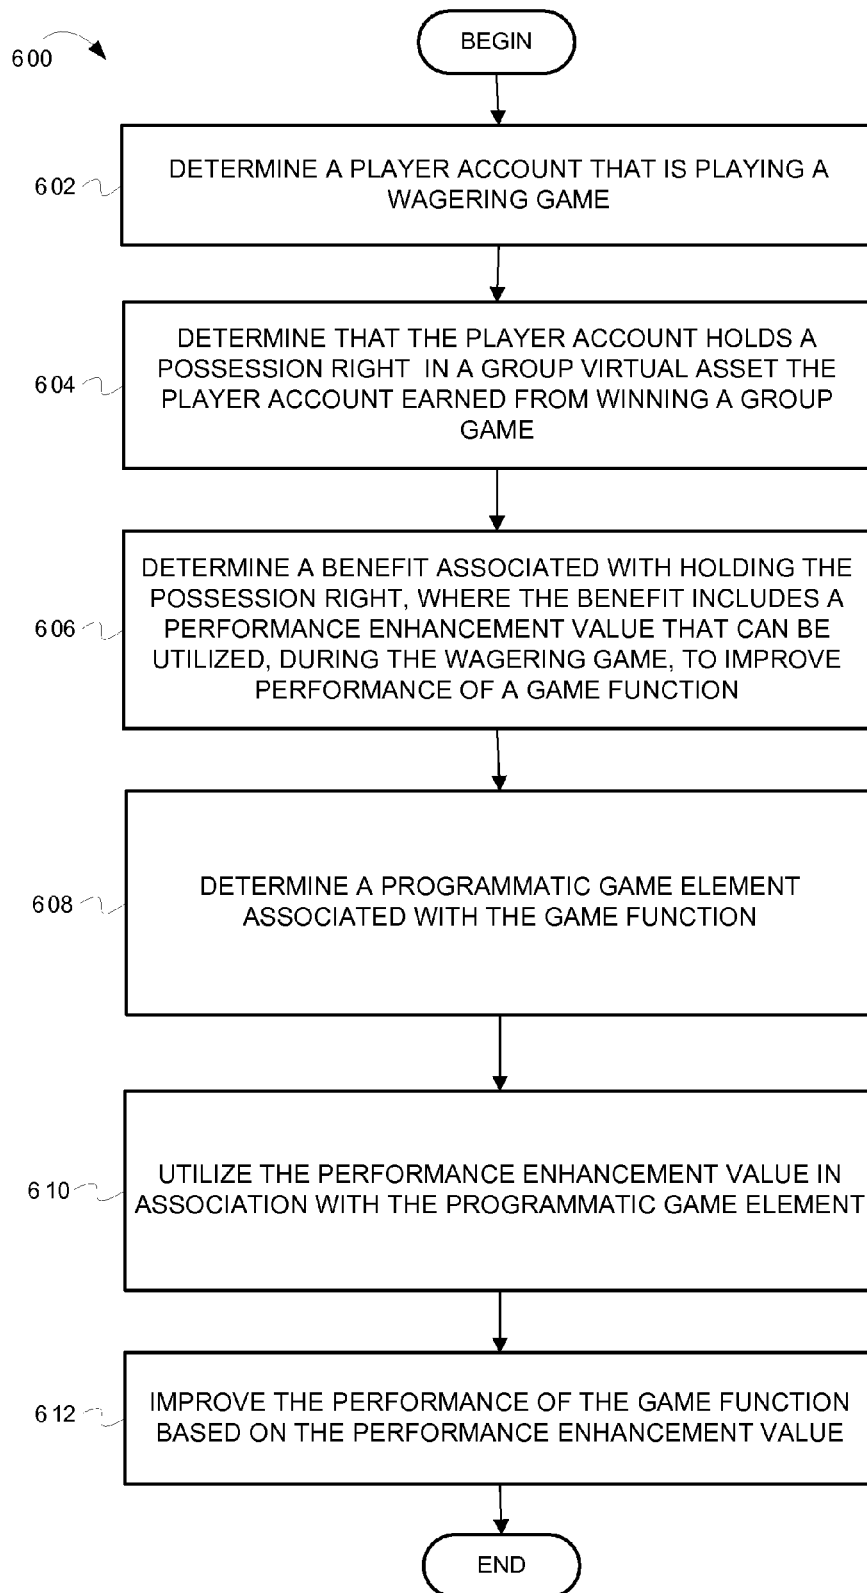 BEGIN
600
602
DETERMINE A PLAYER ACCOUNT THAT IS PLAYING A
WAGERING GAME
604
DETERMINE THAT THE PLAYER ACCOUNT HOLDS A
POSSESSION RIGHT IN A GROUP VIRTUAL ASSET THE
PLAYER ACCOUNT EARNED FROM WINNING A GROUP
GAME
606
DETERMINE A BENEFIT ASSOCIATED WITH HOLDING THE
POSSESSION RIGHT, WHERE THE BENEFIT INCLUDES A
PERFORMANCE ENHANCEMENT VALUE THAT CAN BE
UTILIZED, DURING THE WAGERING GAME, TO IMPROVE
PERFORMANCE OF A GAME FUNCTION
608
DETERMINE A PROGRAMMATIC GAME ELEMENT
ASSOCIATED WITH THE GAME FUNCTION
610
UTILIZE THE PERFORMANCE ENHANCEMENT VALUE IN
ASSOCIATION WITH THE PROGRAMMATIC GAME ELEMENT
612
IMPROVE THE PERFORMANCE OF THE GAME FUNCTION
BASED ON THE PERFORMANCE ENHANCEMENT VALUE
END